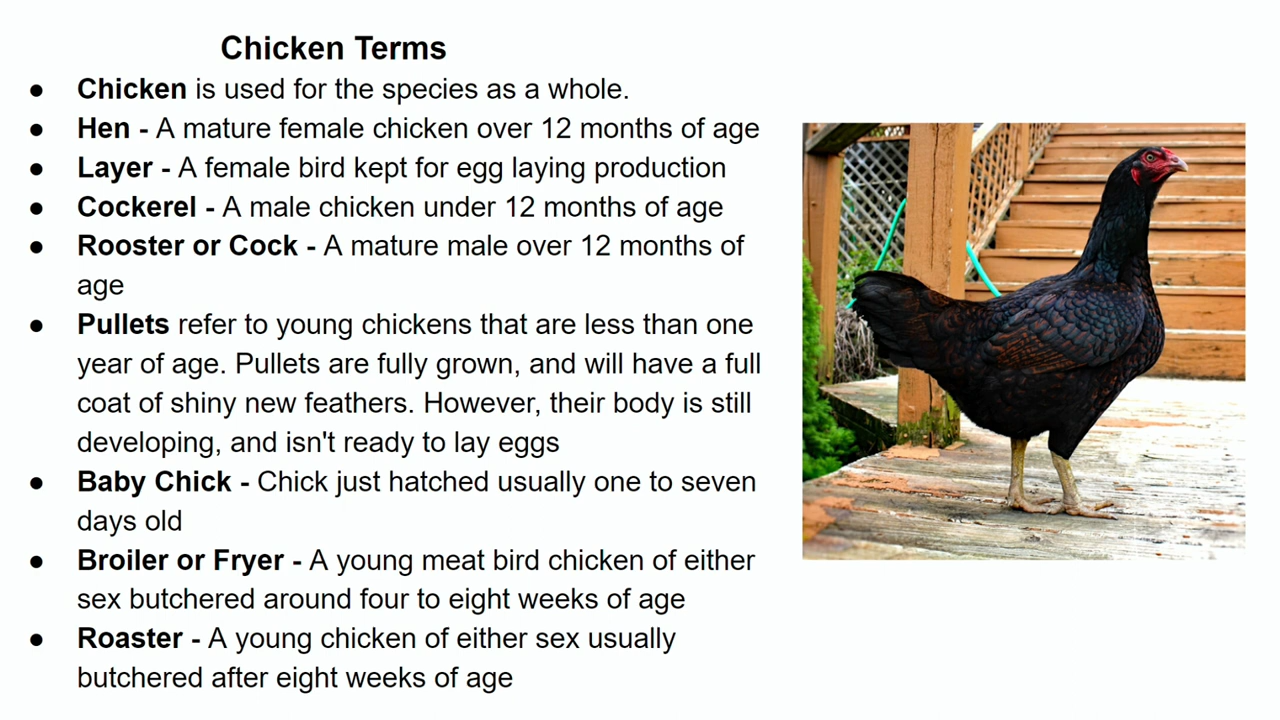 Chicken Terms
● Chicken is used for the species as a whole.
● Hen - A mature female chicken over 12 months of age
● Layer - A female bird kept for egg laying production
● Cockerel - A male chicken under 12 months of age
● Rooster or Cock - A mature male over 12 months of
age
● Pullets refer to young chickens that are less than one
year of age. Pullets are fully grown, and will have a full
coat of shiny new feathers. However, their body is still
developing, and isn't ready to lay eggs
● Baby Chick - Chick just hatched usually one to seven
days old
● Broiler or Fryer - A young meat bird chicken of either
sex butchered around four to eight weeks of age
● Roaster - A young chicken of either sex usually
butchered after eight weeks of age